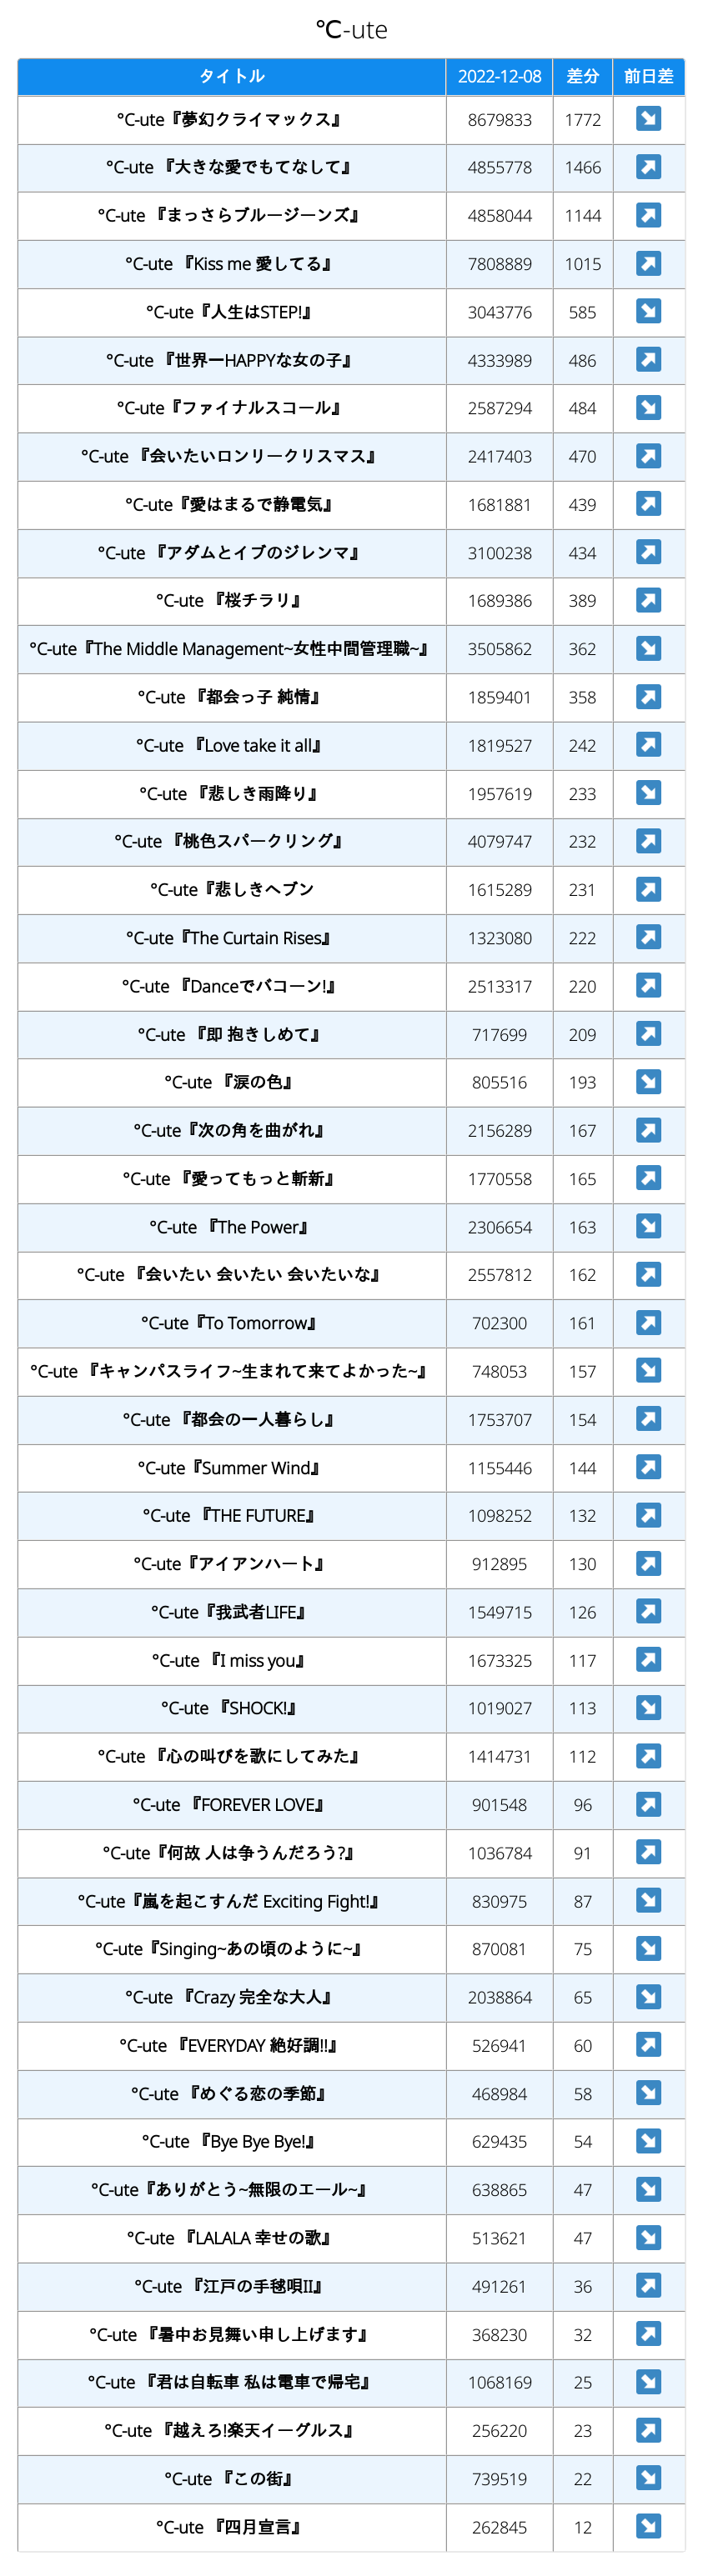 ℃-ute
タイトル 2022-12-08 差分 前日差
°C-ute『夢幻クライマックス』 8679833 1772 ↘
°C-ute 『大きな愛でもてなして』 4855778 1466 ↗
°C-ute 『まっさらブルージーンズ』 4858044 1144 ↗
°C-ute 『Kiss me 愛してる』 7808889 1015 ↗
°C-ute『人生はSTEP!』 3043776 585 ↘
°C-ute 『世界一HAPPYな女の子』 4333989 486 ↗
°C-ute『ファイナルスコール』 2587294 484 ↘
°C-ute 『会いたいロンリークリスマス』 2417403 470 ↗
°C-ute『愛はまるで静電気』 1681881 439 ↗
°C-ute 『アダムとイブのジレンマ』 3100238 434 ↗
°C-ute 『桜チラリ』 1689386 389 ↗
°C-ute『The Middle Management~女性中間管理職~』 3505862 362 ↘
°C-ute 『都会っ子 純情』 1859401 358 ↗
°C-ute 『Love take it all』 1819527 242 ↗
°C-ute 『悲しき雨降り』 1957619 233 ↘
°C-ute 『桃色スパークリング』 4079747 232 ↗
°C-ute『悲しきヘブン 1615289 231 ↗
°C-ute『The Curtain Rises』 1323080 222 ↗
°C-ute 『Danceでバコーン!』 2513317 220 ↗
°C-ute 『即 抱きしめて』 717699 209 ↗
°C-ute 『涙の色』 805516 193 ↘
°C-ute『次の角を曲がれ』 2156289 167 ↗
°C-ute 『愛ってもっと斬新』 1770558 165 ↗
°C-ute 『The Power』 2306654 163 ↘
°C-ute 『会いたい 会いたい 会いたいな』 2557812 162 ↗
°C-ute『To Tomorrow』 702300 161 ↗
°C-ute 『キャンパスライフ~生まれて来てよかった~』 748053 157 ↘
°C-ute 『都会の一人暮らし』 1753707 154 ↗
°C-ute『Summer Wind』 1155446 144 ↗
°C-ute 『THE FUTURE』 1098252 132 ↗
°C-ute『アイアンハート』 912895 130 ↗
°C-ute『我武者LIFE』 1549715 126 ↗
°C-ute 『I miss you』 1673325 117 ↗
°C-ute 『SHOCK!』 1019027 113 ↘
°C-ute 『心の叫びを歌にしてみた』 1414731 112 ↗
°C-ute 『FOREVER LOVE』 901548 96 ↗
°C-ute『何故 人は争うんだろう?』 1036784 91 ↗
°C-ute『嵐を起こすんだ Exciting Fight!』 830975 87 ↘
°C-ute『Singing~あの頃のように~』 870081 75 ↘
°C-ute 『Crazy 完全な大人』 2038864 65 ↘
°C-ute 『EVERYDAY 絶好調!!』 526941 60 ↗
°C-ute 『めぐる恋の季節』 468984 58 ↘
°C-ute 『Bye Bye Bye!』 629435 54 ↘
°C-ute『ありがとう~無限のエール~』 638865 47 ↘
°C-ute 『LALALA 幸せの歌』 513621 47 ↘
°C-ute 『江戸の手毬唄II』 491261 36 ↗
°C-ute 『暑中お見舞い申し上げます』 368230 32 ↗
°C-ute 『君は自転車 私は電車で帰宅』 1068169 25 ↘
°C-ute 『越えろ!楽天イーグルス』 256220 23 ↗
°C-ute 『この街』 739519 22 ↘
°C-ute 『四月宣言』 262845 12 ↘